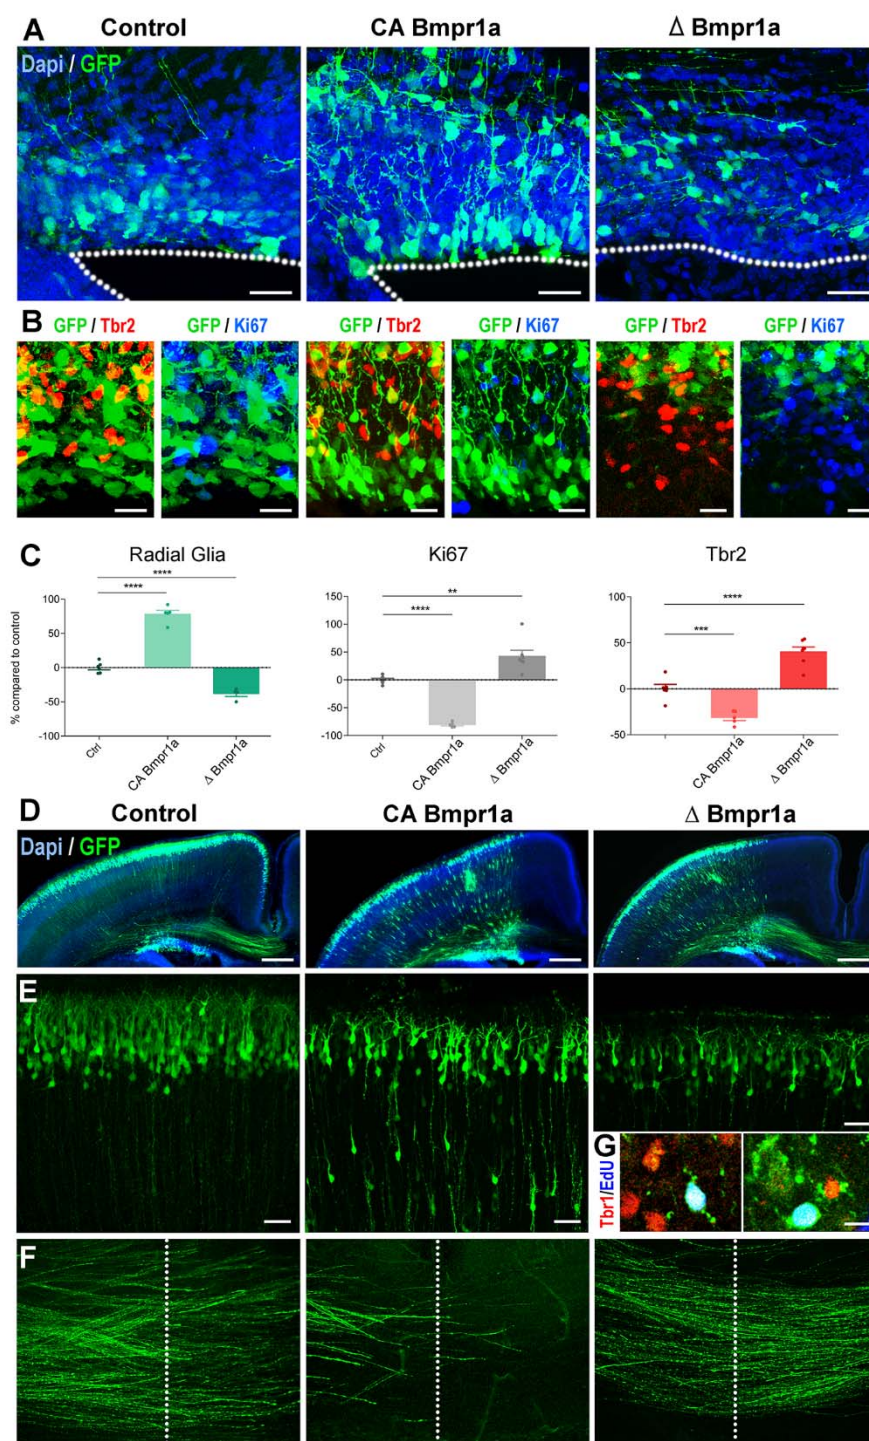 A
Control
CA Bmpr1a
Δ Bmpr1a
Dapi / GFP
B
GFP / Tbr2
GFP / Ki67
GFP / Tbr2
GFP / Ki67
GFP / Tbr2
GFP / Ki67
C
Radial Glia
Ki67
Tbr2
% compared to control
100
50
0
-50
-100
****
****
Ctrl
CA Bmpr1a
Δ Bmpr1a
150
100
50
0
-50
-100
**
****
Ctrl
CA Bmpr1a
Δ Bmpr1a
100
50
0
-50
****
***
CA Bmpr1a
Δ Bmpr1a
D
Control
CA Bmpr1a
Δ Bmpr1a
Dapi / GFP
E
G
Tbr1/EdU
F